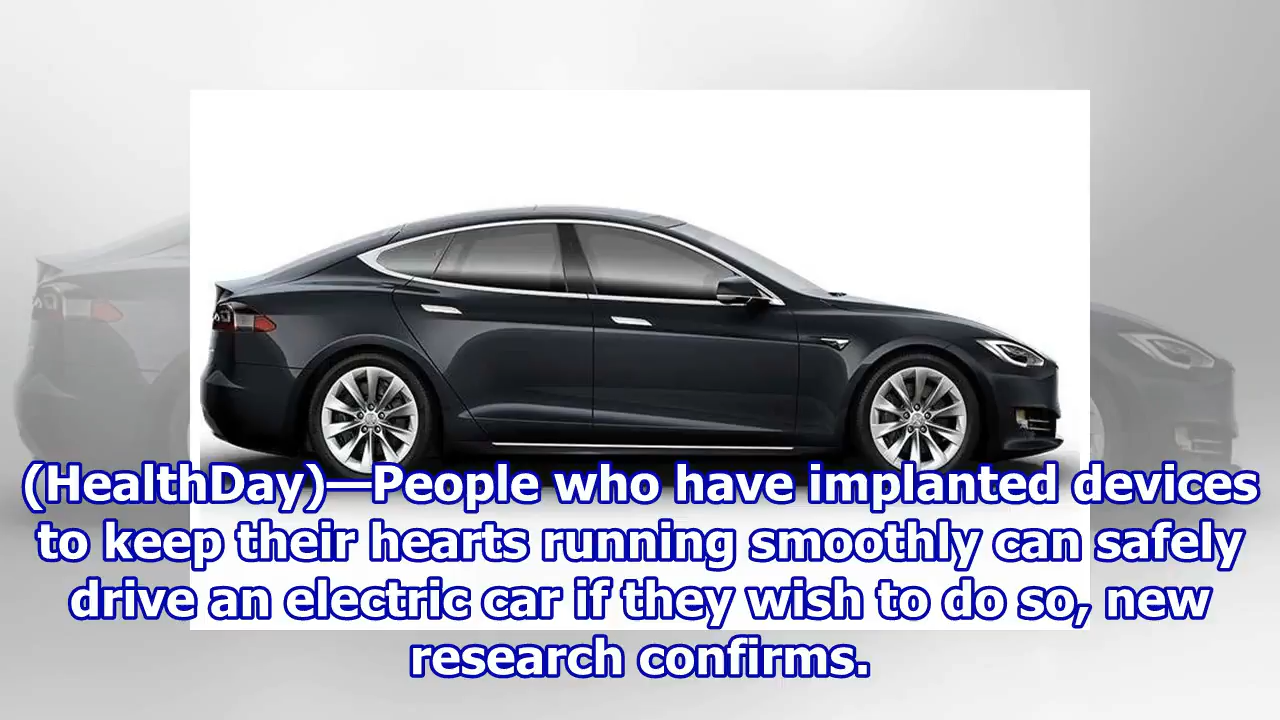 (HealthDay)—People who have implanted devices
to keep their hearts running smoothly can safely
drive an electric car if they wish to do so, new
research confirms.